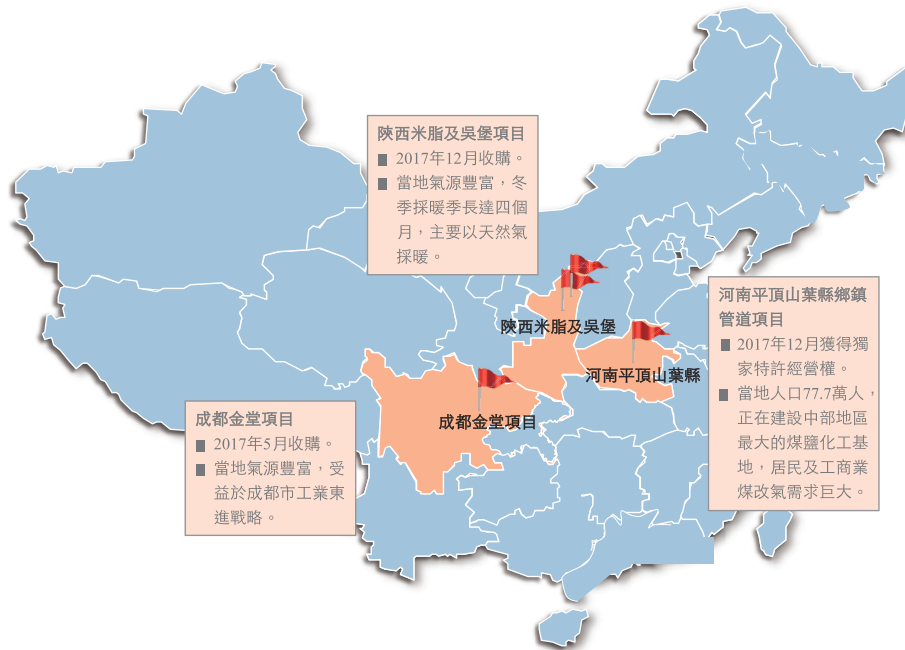 陝西米脂及吳堡項目
■ 2017年12月收購。
■ 當地氣源豐富，冬
季採暖季長達四個
月，主要以天然氣
採暖。
河南平頂山葉縣鄉鎮
管道項目
■ 2017年12月獲得獨
家特許經營權。
■ 當地人口77.7萬人，
正在建設中部地區
最大的煤鹽化工基
地，居民及工商業
煤改氣需求巨大。
陝西米脂及吳堡
河南平頂山葉縣
成都金堂項目
成都金堂項目
■ 2017年5月收購。
■ 當地氣源豐富，受
益於成都市工業東
進戰略。